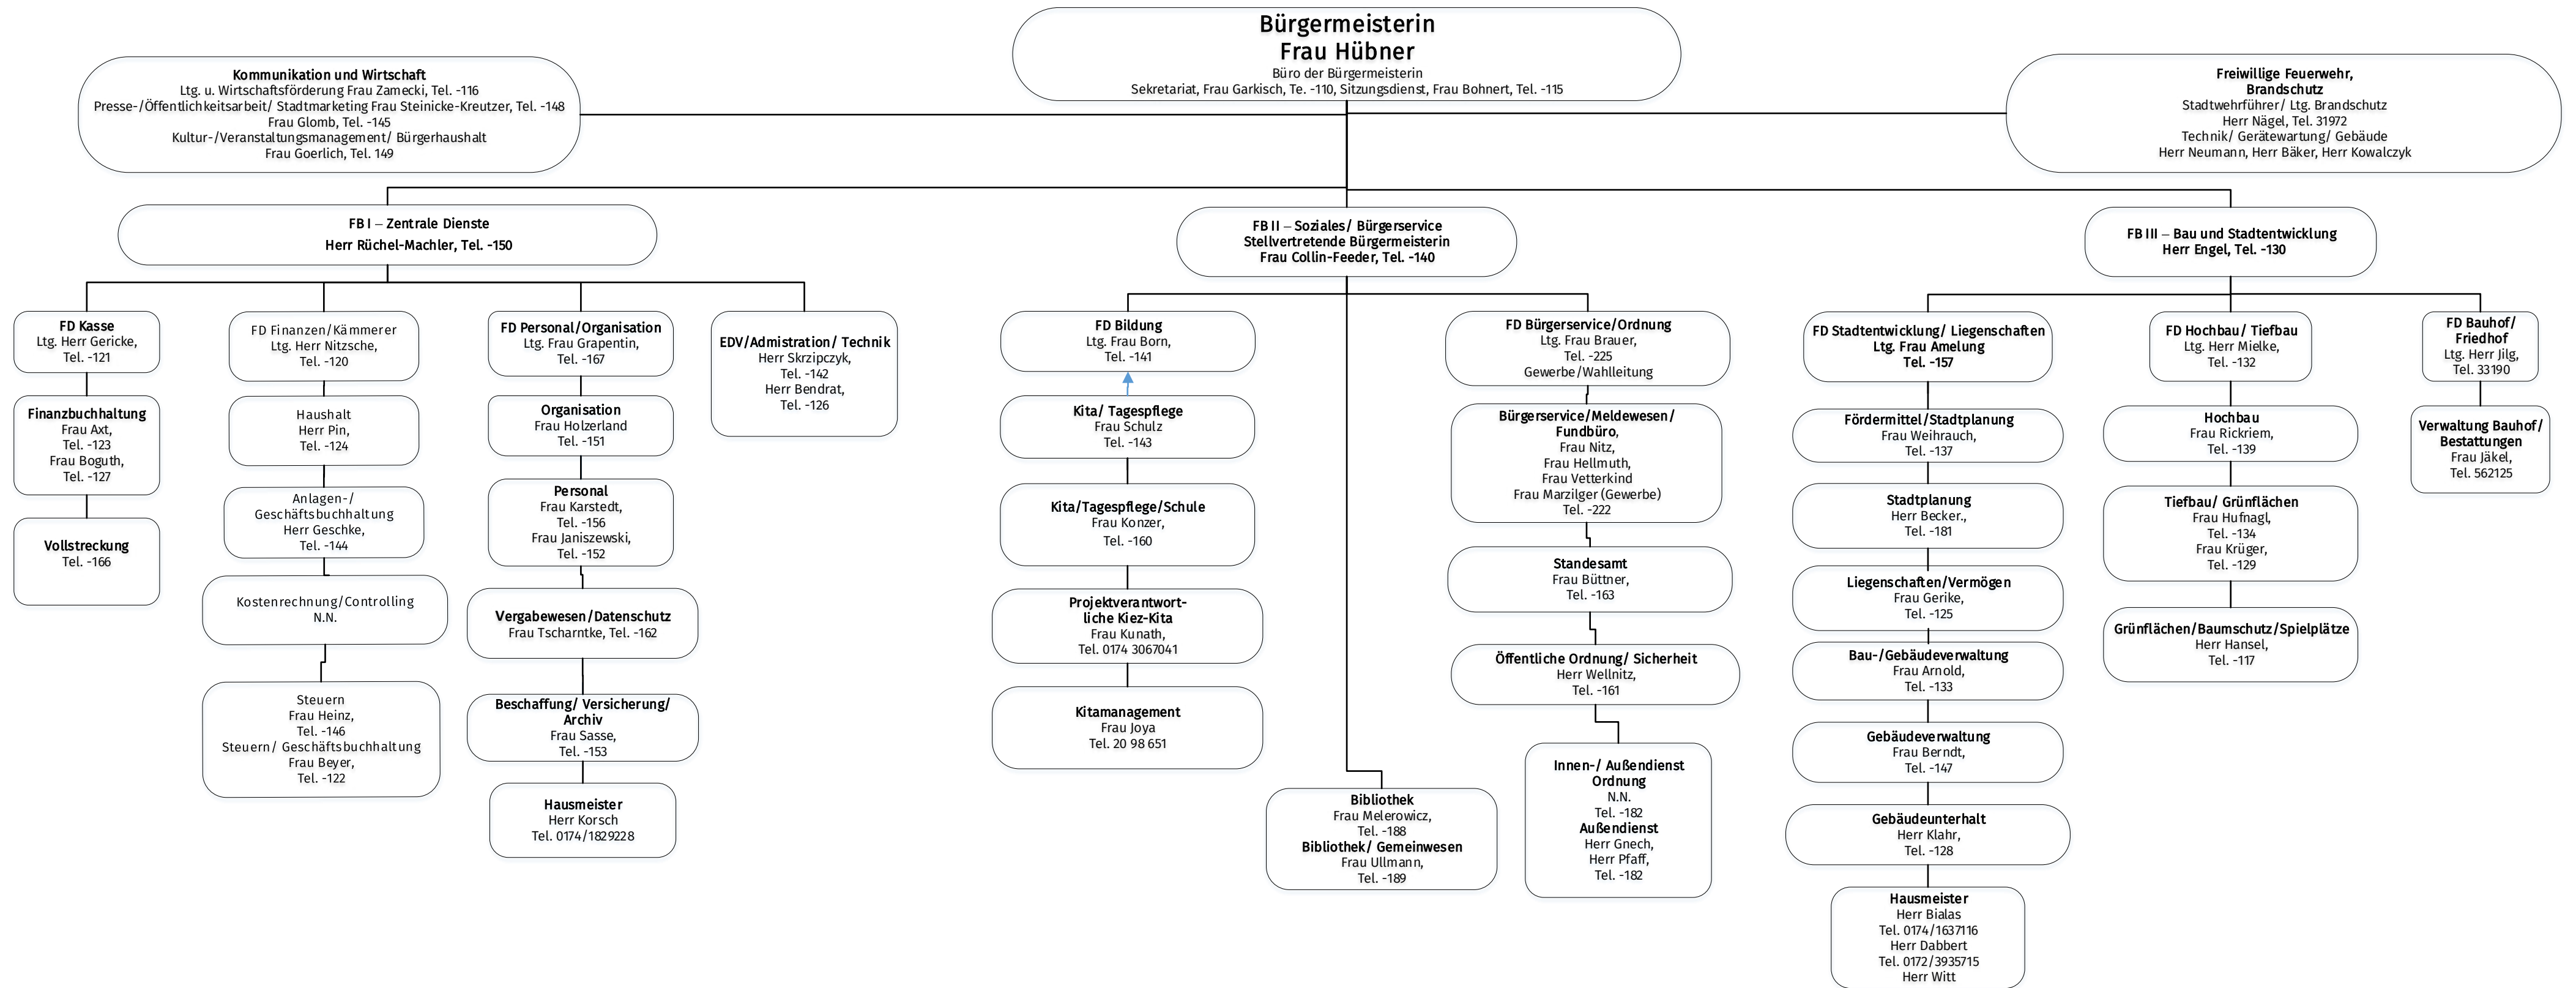 Bürgermeisterin
Frau Hübner
Büro der Bürgermeisterin
Sekretariat, Frau Garkisch, Te. -110, Sitzungsdienst, Frau Bohnert, Tel. -115
Kommunikation und Wirtschaft
Ltg. u. Wirtschaftsförderung Frau Zamecki, Tel. -116
Presse-/Öffentlichkeitsarbeit/ Stadtmarketing Frau Steinicke-Kreutzer, Tel. -148
Frau Glomb, Tel. -145
Kultur-/Veranstaltungsmanagement/ Bürgerhaushalt
Frau Goerlich, Tel. 149
Freiwillige Feuerwehr,
Brandschutz
Stadtwehrführer/ Ltg. Brandschutz
Herr Nägel, Tel. 31972
Technik/ Gerätewartung/ Gebäude
Herr Neumann, Herr Bäker, Herr Kowalczyk
FB I – Zentrale Dienste
Herr Rüchel-Machler, Tel. -150
FB II – Soziales/ Bürgerservice
Stellvertretende Bürgermeisterin
Frau Collin-Feeder, Tel. -140
FB III – Bau und Stadtentwicklung
Herr Engel, Tel. -130
FD Kasse
Ltg. Herr Gericke,
Tel. -121
Finanzbuchhaltung
Frau Axt,
Tel. -123
Frau Boguth,
Tel. -127
Vollstreckung
Tel. -166
FD Finanzen/Kämmerer
Ltg. Herr Nitzsche,
Tel. -120
Haushalt
Herr Pin,
Tel. -124
Anlagen-/
Geschäftsbuchhaltung
Herr Geschke,
Tel. -144
Kostenrechnung/Controlling
N.N.
Steuern
Frau Heinz,
Tel. -146
Steuern/ Geschäftsbuchhaltung
Frau Beyer,
Tel. -122
FD Personal/Organisation
Ltg. Frau Grapentin,
Tel. -167
Organisation
Frau Holzerland
Tel. -151
Personal
Frau Karstedt,
Tel. -156
Frau Janiszewski,
Tel. -152
Vergabewesen/Datenschutz
Frau Tscharntke, Tel. -162
Beschaffung/ Versicherung/
Archiv
Frau Sasse,
Tel. -153
Hausmeister
Herr Korsch
Tel. 0174/1829228
EDV/Admistration/ Technik
Herr Skrzipczyk,
Tel. -142
Herr Bendrat,
Tel. -126
FD Bildung
Ltg. Frau Born,
Tel. -141
Kita/ Tagespflege
Frau Schulz
Tel. -143
Kita/Tagespflege/Schule
Frau Konzer,
Tel. -160
Projektverantwort-
liche Kiez-Kita
Frau Kunath,
Tel. 0174 3067041
Kitamanagement
Frau Joya
Tel. 20 98 651
Bibliothek
Frau Melerowicz,
Tel. -188
Bibliothek/ Gemeinwesen
Frau Ullmann,
Tel. -189
FD Bürgerservice/Ordnung
Ltg. Frau Brauer,
Tel. -225
Gewerbe/Wahlleitung
Bürgerservice/Meldewesen/
Fundbüro,
Frau Nitz,
Frau Hellmuth,
Frau Vetterkind
Frau Marzilger (Gewerbe)
Tel. -222
Standesamt
Frau Büttner,
Tel. -163
Öffentliche Ordnung/ Sicherheit
Herr Wellnitz,
Tel. -161
Innen-/ Außendienst
Ordnung
N.N.
Tel. -182
Außendienst
Herr Gnech,
Herr Pfaff,
Tel. -182
FD Stadtentwicklung/ Liegenschaften
Ltg. Frau Amelung
Tel. -157
Fördermittel/Stadtplanung
Frau Weihrauch,
Tel. -137
Stadtplanung
Herr Becker.,
Tel. -181
Liegenschaften/Vermögen
Frau Gerike,
Tel. -125
Bau-/Gebäudeverwaltung
Frau Arnold,
Tel. -133
Gebäudeverwaltung
Frau Berndt,
Tel. -147
Gebäudeunterhalt
Herr Klahr,
Tel. -128
Hausmeister
Herr Bialas
Tel. 0174/1637116
Herr Dabbert
Tel. 0172/3935715
Herr Witt
FD Hochbau/ Tiefbau
Ltg. Herr Mielke,
Tel. -132
Hochbau
Frau Rickriem,
Tel. -139
Tiefbau/ Grünflächen
Frau Hufnagl,
Tel. -134
Frau Krüger,
Tel. -129
Grünflächen/Baumschutz/Spielplätze
Herr Hansel,
Tel. -117
FD Bauhof/
Friedhof
Ltg. Herr Jilg,
Tel. 33190
Verwaltung Bauhof/
Bestattungen
Frau Jäkel,
Tel. 562125